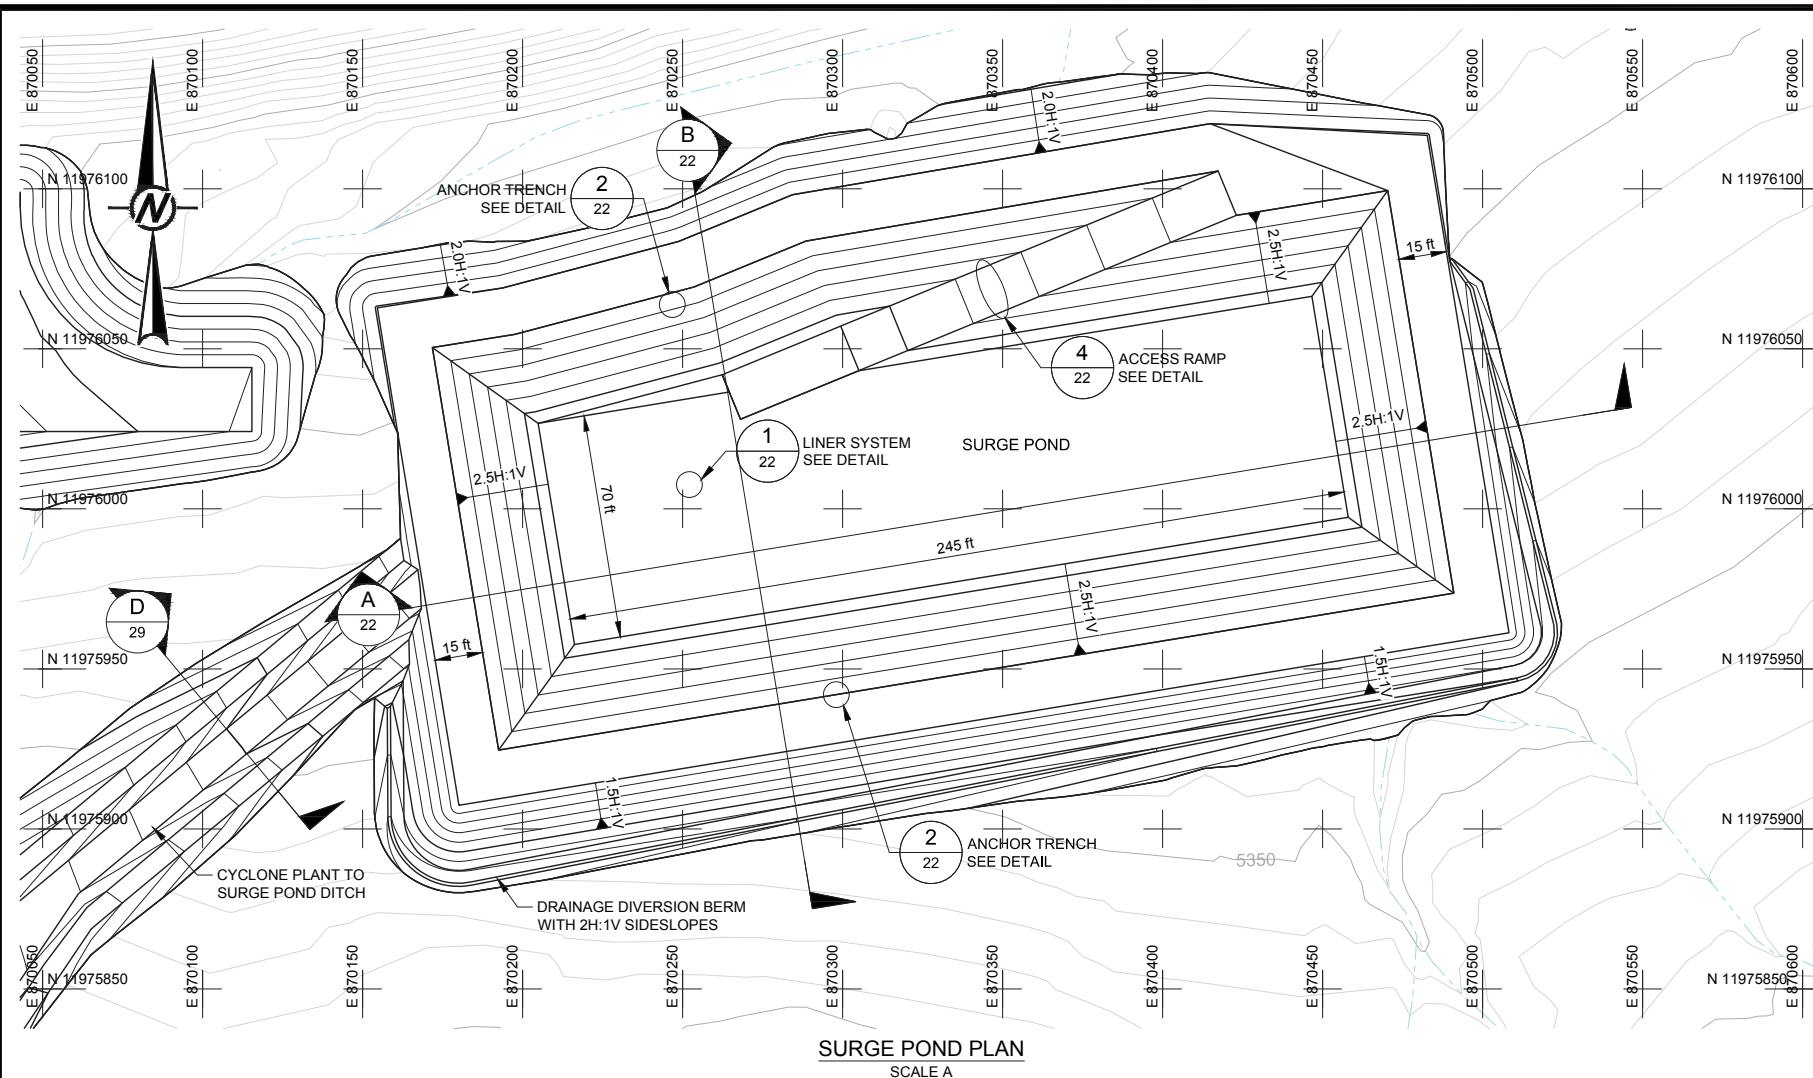 E 870050
E 870100
E 870150
E 870200
E 870250
E 870300
E 870350
E 870400
E 870450
E 870500
E 870550
E 870600
N 11976100
N 11976100
N
B
22
2
22
ANCHOR TRENCH
SEE DETAIL
2.0H:1V
2.0H:1V
2.5H:1V
15 ft
N 11976050
N 11976050
4
22
ACCESS RAMP
SEE DETAIL
1
22
LINER SYSTEM
SEE DETAIL
SURGE POND
2.5H:1V
2.5H:1V
70 ft
N 11976000
N 11976000
245 ft
D
29
A
22
2.5H:1V
15 ft
N 11975950
N 11975950
1.5H:1V
1.5H:1V
N 11975900
N 11975900
2
22
ANCHOR TRENCH
SEE DETAIL
5350
CYCLONE PLANT TO
SURGE POND DITCH
DRAINAGE DIVERSION BERM
WITH 2H:1V SIDESLOPES
N 11975850
N 11975850
E 870050
E 870100
E 870150
E 870200
E 870250
E 870300
E 870350
E 870400
E 870450
E 870500
E 870550
E 870600
SURGE POND PLAN
SCALE A